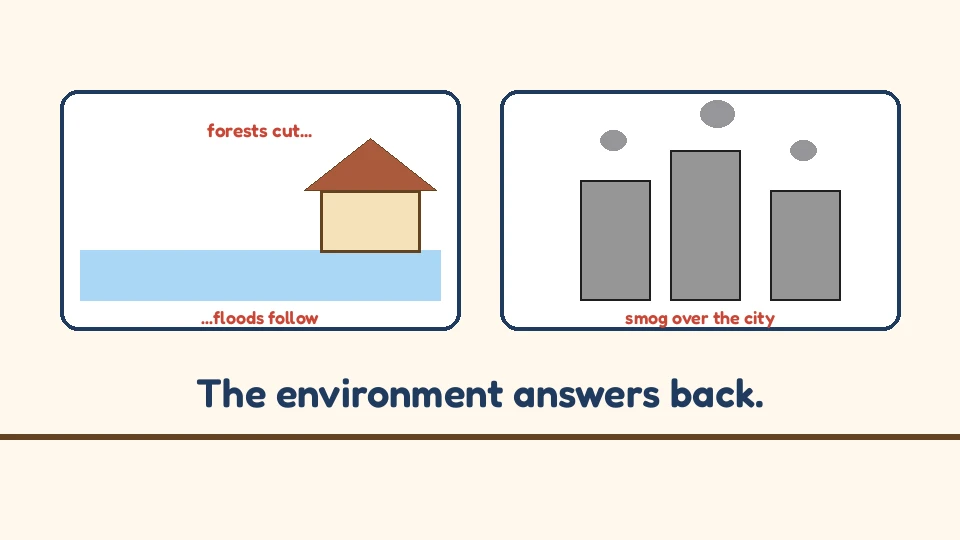 forests cut...
...floods follow
smog over the city
The environment answers back.